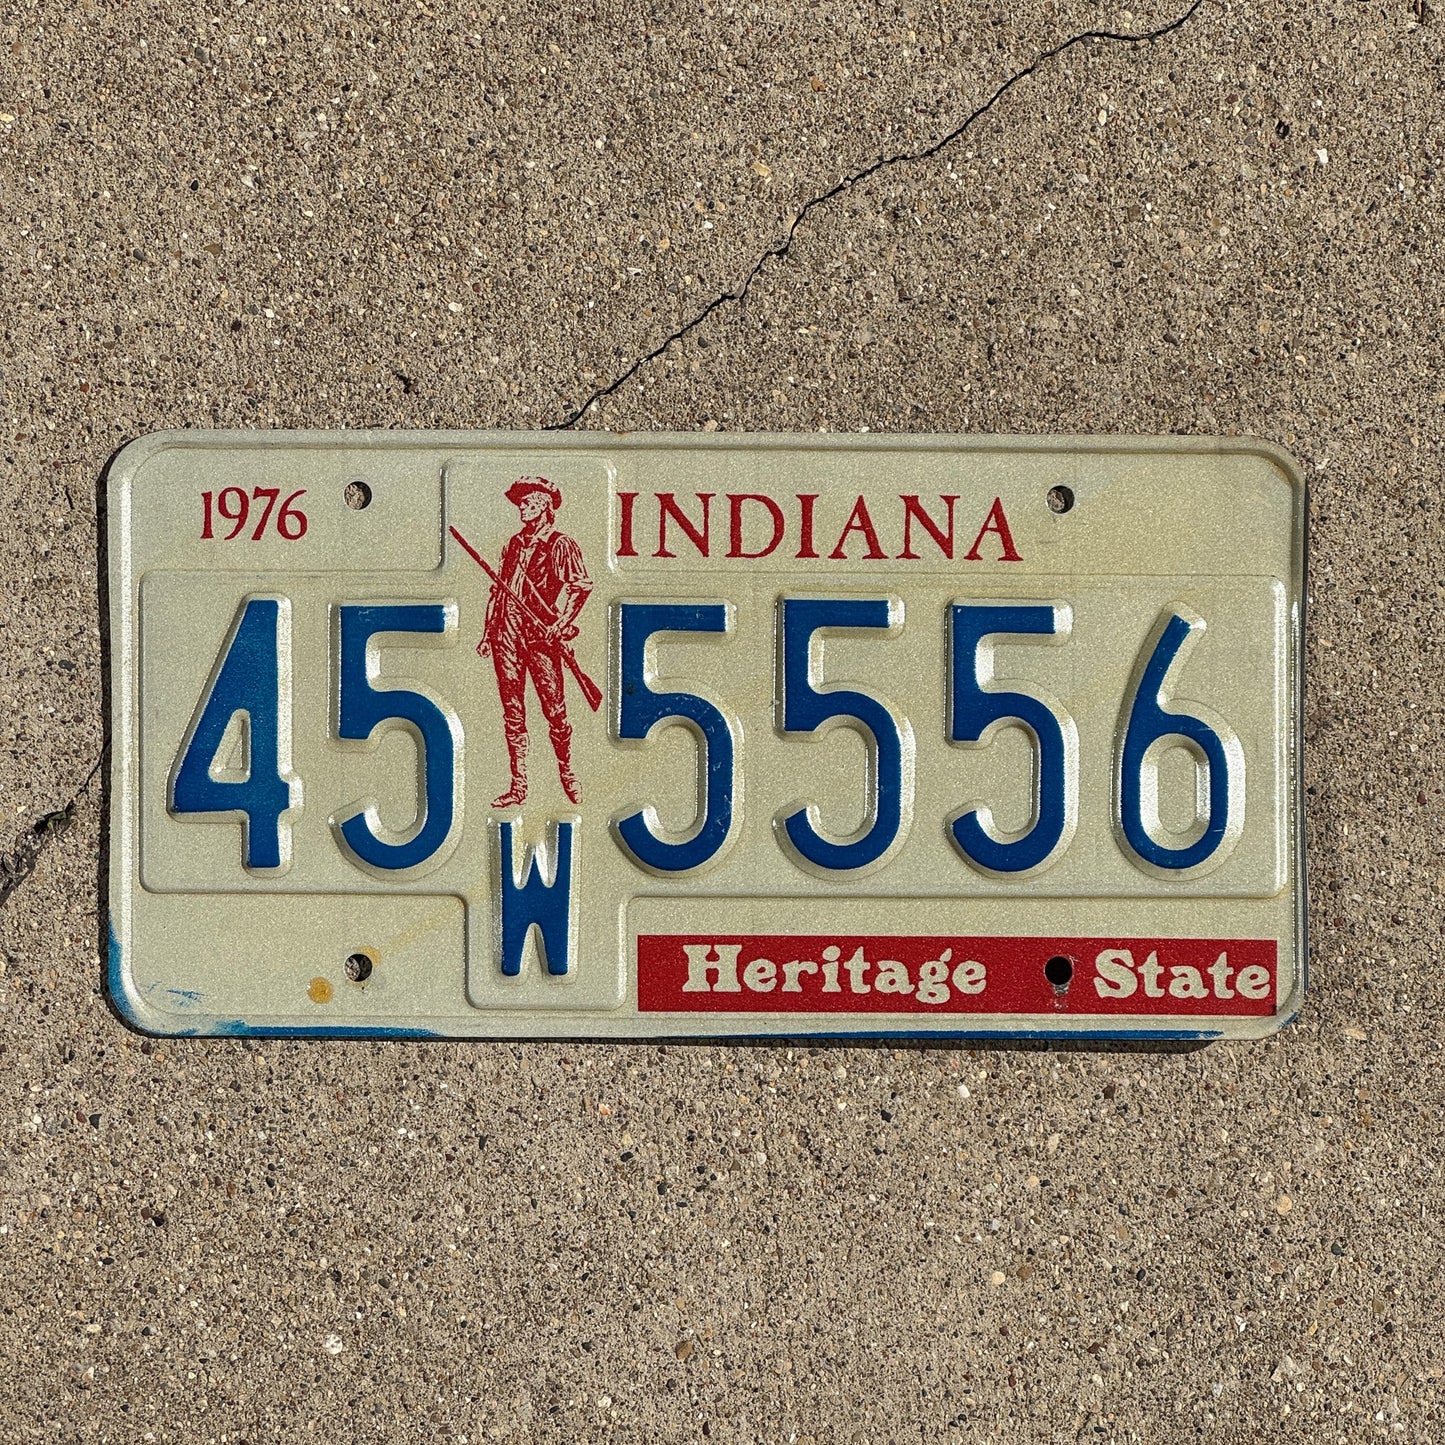 1976 INDIANA
45 W 5556
Heritage State